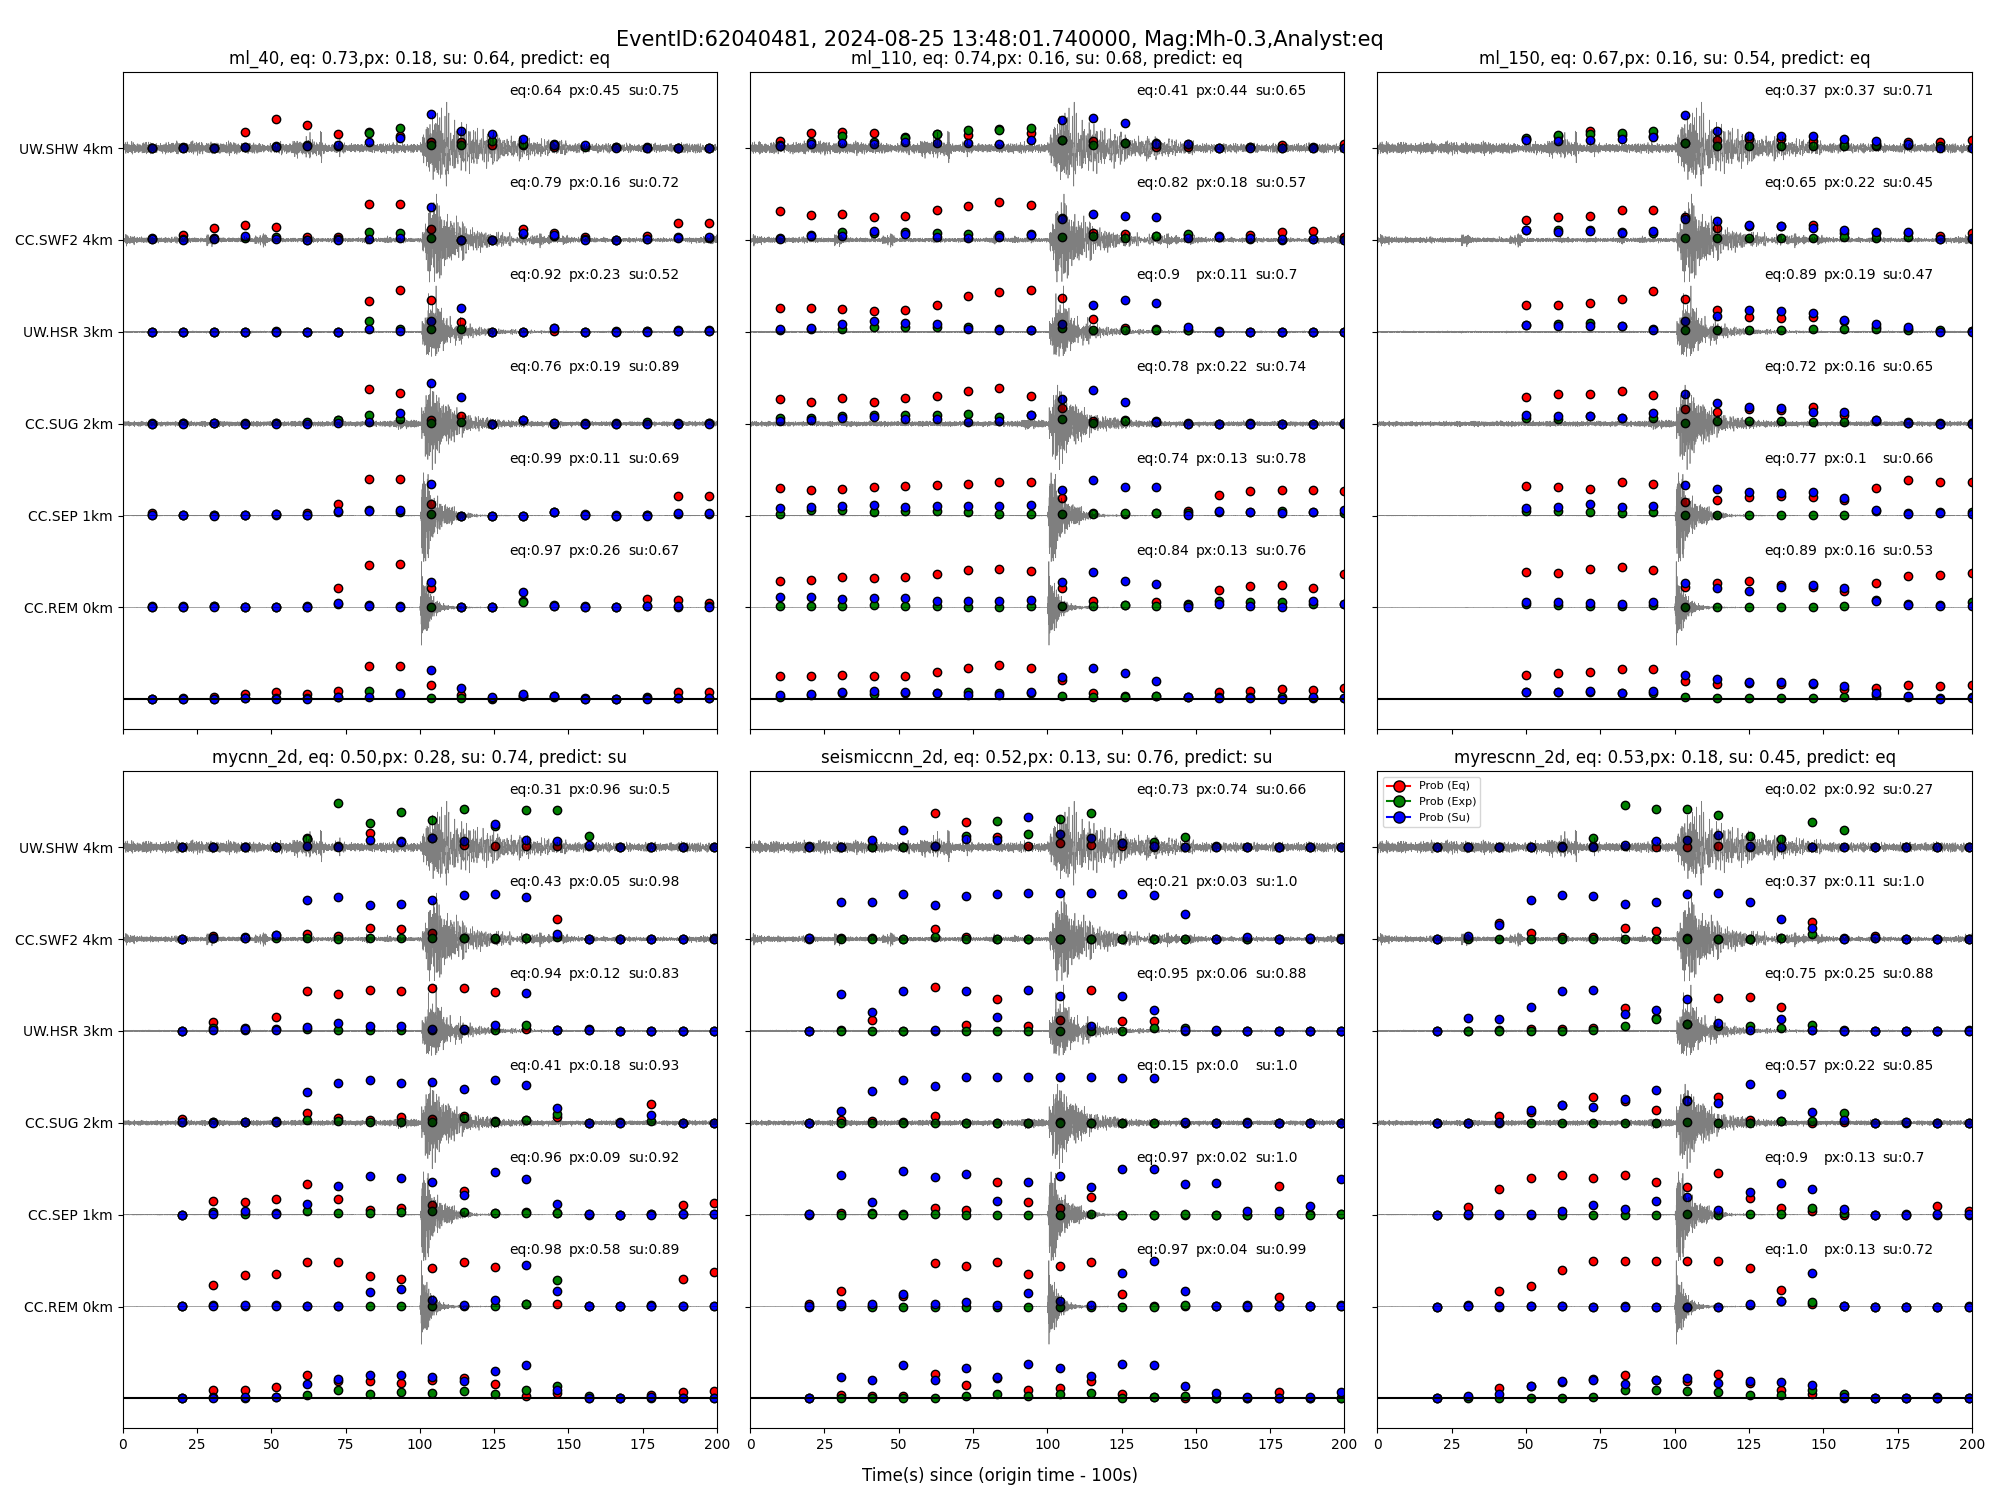 EventID:62040481, 2024-08-25 13:48:01.740000, Mag:Mh-0.3,Analyst:eq
ml_40, eq: 0.73,px: 0.18, su: 0.64, predict: eq
eq:0.64 px:0.45 su:0.75
UW.SHW 4km
eq:0.79 px:0.16 su:0.72
CC.SWF2 4km
eq:0.92 px:0.23 su:0.52
UW.HSR 3km
eq:0.76 px:0.19 su:0.89
CC.SUG 2km
eq:0.99 px:0.11 su:0.69
CC.SEP 1km
eq:0.97 px:0.26 su:0.67
CC.REM 0km
ml_110, eq: 0.74,px: 0.16, su: 0.68, predict: eq
eq:0.41 px:0.44 su:0.65
eq:0.82 px:0.18 su:0.57
eq:0.9 px:0.11 su:0.7
eq:0.78 px:0.22 su:0.74
eq:0.74 px:0.13 su:0.78
eq:0.84 px:0.13 su:0.76
ml_150, eq: 0.67,px: 0.16, su: 0.54, predict: eq
eq:0.37 px:0.37 su:0.71
eq:0.65 px:0.22 su:0.45
eq:0.89 px:0.19 su:0.47
eq:0.72 px:0.16 su:0.65
eq:0.77 px:0.1 su:0.66
eq:0.89 px:0.16 su:0.53
mycnn_2d, eq: 0.50,px: 0.28, su: 0.74, predict: su
eq:0.31 px:0.96 su:0.5
UW.SHW 4km
eq:0.43 px:0.05 su:0.98
CC.SWF2 4km
eq:0.94 px:0.12 su:0.83
UW.HSR 3km
eq:0.41 px:0.18 su:0.93
CC.SUG 2km
eq:0.96 px:0.09 su:0.92
CC.SEP 1km
eq:0.98 px:0.58 su:0.89
CC.REM 0km
0 25 50 75 100 125 150 175 200
seismiccnn_2d, eq: 0.52,px: 0.13, su: 0.76, predict: su
eq:0.73 px:0.74 su:0.66
eq:0.21 px:0.03 su:1.0
eq:0.95 px:0.06 su:0.88
eq:0.15 px:0.0 su:1.0
eq:0.97 px:0.02 su:1.0
eq:0.97 px:0.04 su:0.99
0 25 50 75 100 125 150 175 200
myrescnn_2d, eq: 0.53,px: 0.18, su: 0.45, predict: eq
Prob (Eq)
Prob (Exp)
Prob (Su)
eq:0.02 px:0.92 su:0.27
eq:0.37 px:0.11 su:1.0
eq:0.75 px:0.25 su:0.88
eq:0.57 px:0.22 su:0.85
eq:0.9 px:0.13 su:0.7
eq:1.0 px:0.13 su:0.72
0 25 50 75 100 125 150 175 200
Time(s) since (origin time - 100s)